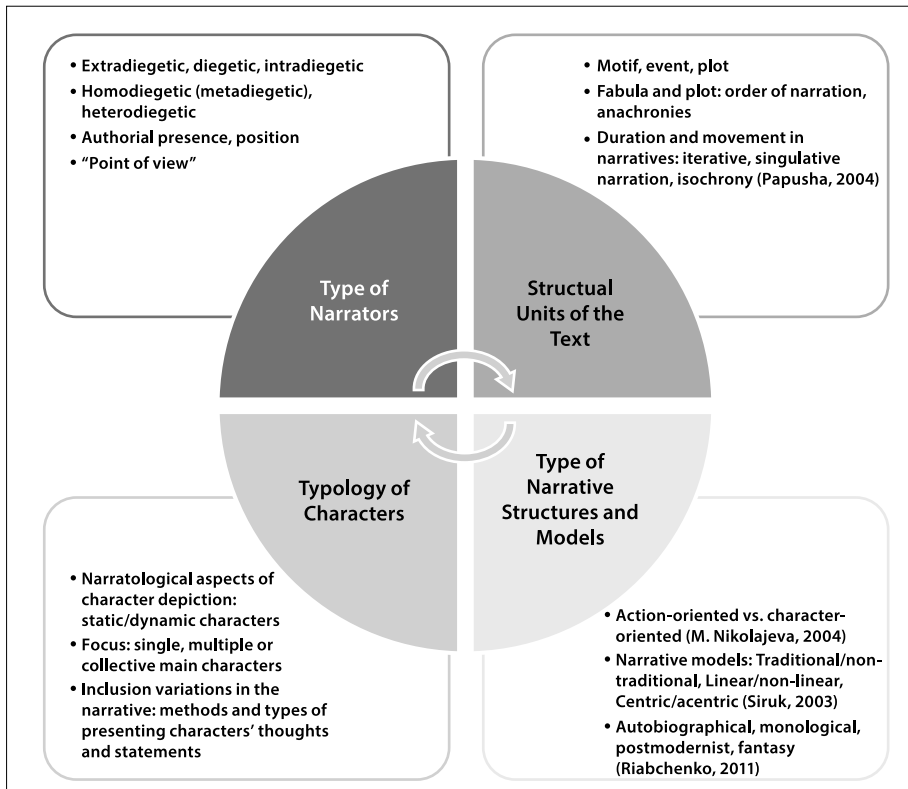 • Extradiegetic, diegetic, intradiegetic
• Homodiegetic (metadiegetic),
heterodiegetic
• Authorial presence, position
• “Point of view”
• Motif, event, plot
• Fabula and plot: order of narration,
anachronies
• Duration and movement in
narratives: iterative, singulative
narration, isochrony (Papusha, 2004)
Type of
Narrators
Structual
Units of the
Text
Typology of
Characters
Type of
Narrative
Structures and
Models
• Narratological aspects of
character depiction:
static/dynamic characters
• Focus: single, multiple or
collective main characters
• Inclusion variations in the
narrative: methods and types of
presenting characters’ thoughts
and statements
• Action-oriented vs. character-
oriented (M. Nikolajeva, 2004)
• Narrative models: Traditional/non-
traditional, Linear/non-linear,
Centric/acentric (Siruk, 2003)
• Autobiographical, monological,
postmodernist, fantasy
(Riabchenko, 2011)